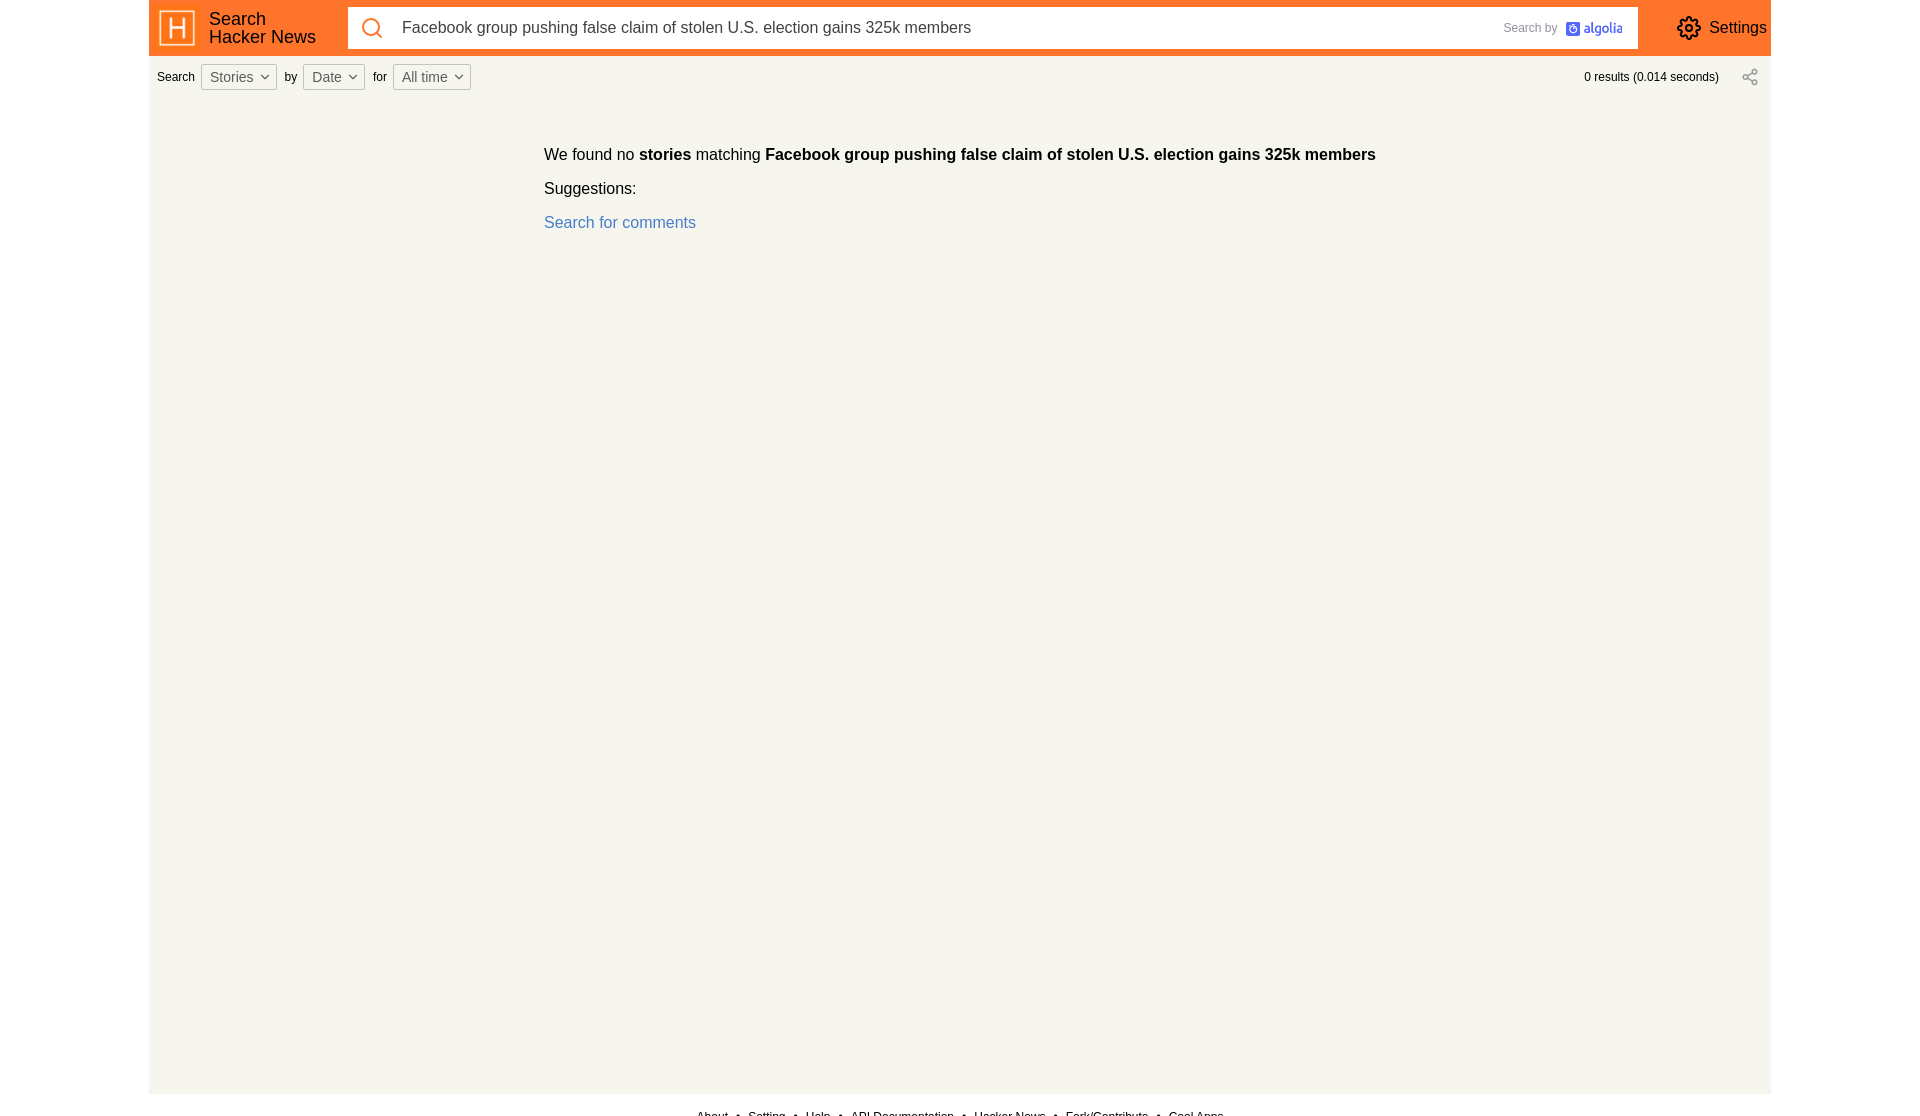 Search
Hacker News
Facebook group pushing false claim of stolen U.S. election gains 325k members
Search by algolia
Settings
Search Stories by Date for All time
0 results (0.014 seconds)
We found no stories matching Facebook group pushing false claim of stolen U.S. election gains 325k members
Suggestions:
Search for comments
About • Setting • Help • API Documentation • Hacker News • Fork/Contribute • Cool Apps